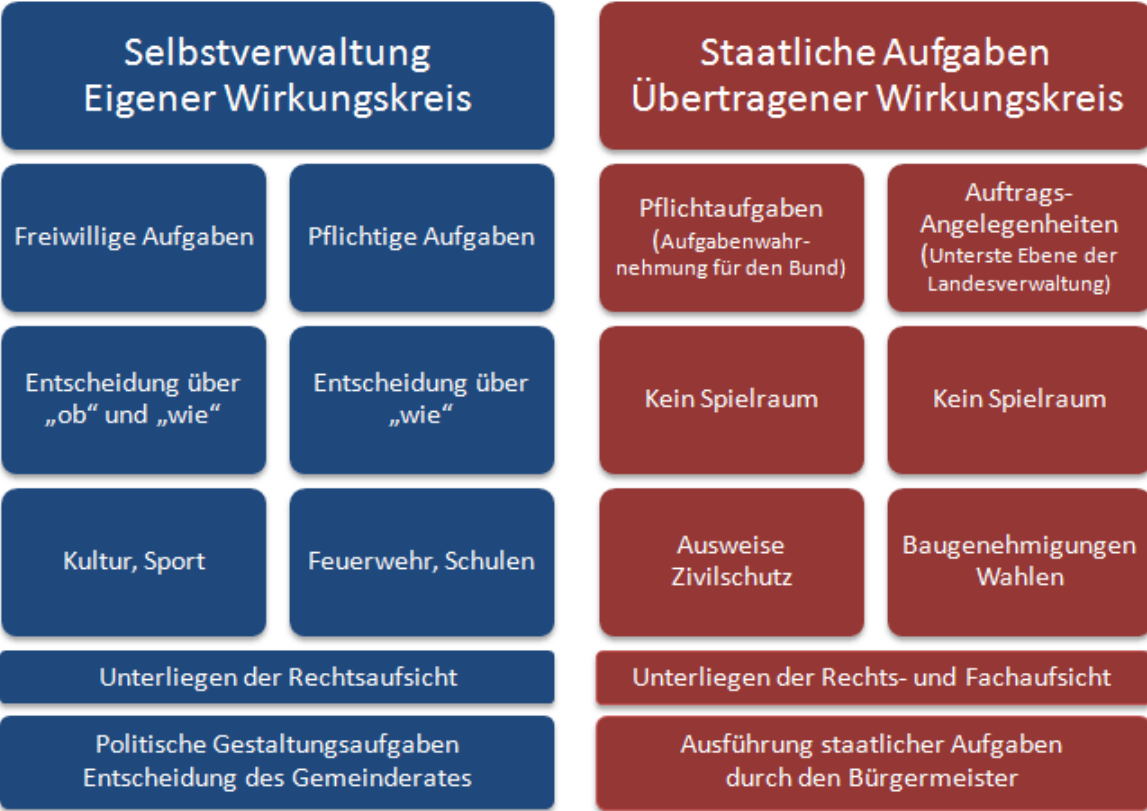 Selbstverwaltung
Eigener Wirkungskreis
Staatliche Aufgaben
Übertragener Wirkungskreis
Freiwillige Aufgaben
Pflichtige Aufgaben
Pflichtaufgaben
(Aufgabenwahr-
nehmung für den Bund)
Auftrags-
Angelegenheiten
(Unterste Ebene der
Landesverwaltung)
Entscheidung über
„ob“ und „wie“
Entscheidung über
„wie“
Kein Spielraum
Kein Spielraum
Kultur, Sport
Feuerwehr, Schulen
Ausweise
Zivilschutz
Baugenehmigungen
Wahlen
Unterliegen der Rechtsaufsicht
Unterliegen der Rechts- und Fachaufsicht
Politische Gestaltungsaufgaben
Entscheidung des Gemeinderates
Ausführung staatlicher Aufgaben
durch den Bürgermeister